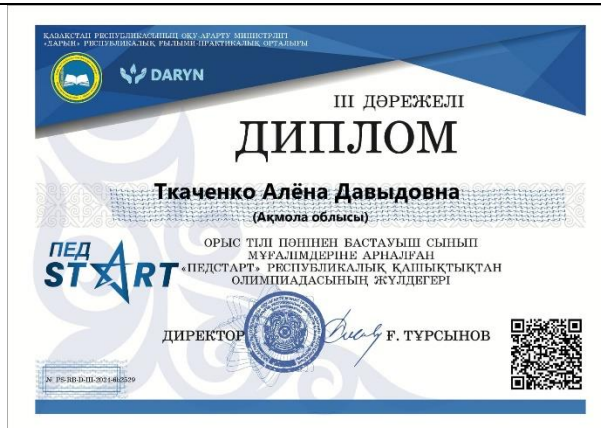 ҚАЗАҚСТАН РЕСПУБЛИКАСЫНЫҢ ОҚУ-АҒАРТУ МИНИСТРЛІГІ
«ДАРЫН» РЕСПУБЛИКАЛЫҚ ҒЫЛЫМИ-ПРАКТИКАЛЫҚ ОРТАЛЫҒЫ
DARYN
III ДӘРЕЖЕЛІ
ДИПЛОМ
Ткаченко Алёна Давыдовна
(Ақмола облысы)
ПЕД
START
ОРЫС ТІЛІ ПӘНІНЕН БАСТАУЫШ СЫНЫП
МҰҒАЛІМДЕРІНЕ АРНАЛҒАН
«ПЕДСТАРТ» РЕСПУБЛИКАЛЫҚ ҚАШЫҚТЫҚТАН
ОЛИМПИАДАСЫНЫҢ ЖҮЛДЕГЕРІ
ДИРЕКТОР Ғ. ТҰРСЫНОВ